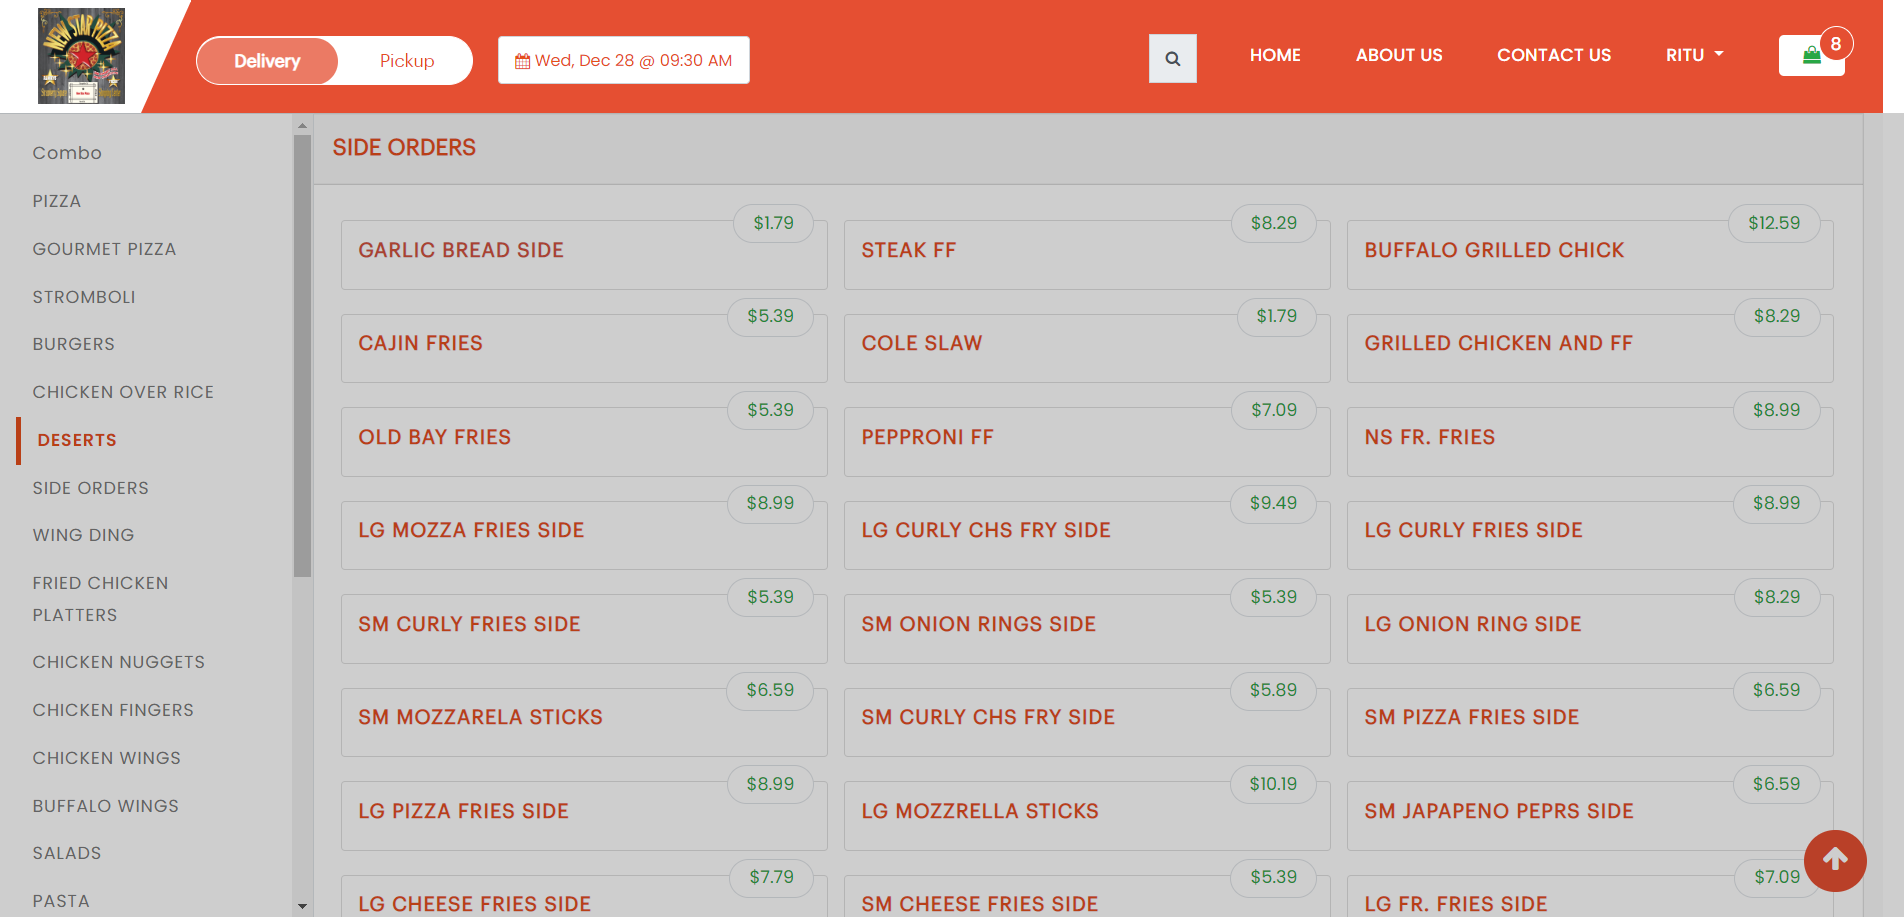 NEW STAR PIZZA
Delivery
Pickup
Wed, Dec 28 @ 09:30 AM
HOME
ABOUT US
CONTACT US
RITU
8
Combo
PIZZA
GOURMET PIZZA
STROMBOLI
BURGERS
CHICKEN OVER RICE
DESERTS
SIDE ORDERS
WING DING
FRIED CHICKEN
PLATTERS
CHICKEN NUGGETS
CHICKEN FINGERS
CHICKEN WINGS
BUFFALO WINGS
SALADS
PASTA
SIDE ORDERS
$1.79
GARLIC BREAD SIDE
$8.29
STEAK FF
$12.59
BUFFALO GRILLED CHICK
$5.39
CAJIN FRIES
$1.79
COLE SLAW
$8.29
GRILLED CHICKEN AND FF
$5.39
OLD BAY FRIES
$7.09
PEPPRONI FF
$8.99
NS FR. FRIES
$8.99
LG MOZZA FRIES SIDE
$9.49
LG CURLY CHS FRY SIDE
$8.99
LG CURLY FRIES SIDE
$5.39
SM CURLY FRIES SIDE
$5.39
SM ONION RINGS SIDE
$8.29
LG ONION RING SIDE
$6.59
SM MOZZARELA STICKS
$5.89
SM CURLY CHS FRY SIDE
$6.59
SM PIZZA FRIES SIDE
$8.99
LG PIZZA FRIES SIDE
$10.19
LG MOZZRELLA STICKS
$6.59
SM JAPAPENO PEPRS SIDE
$7.79
LG CHEESE FRIES SIDE
$5.39
SM CHEESE FRIES SIDE
$7.09
LG FR. FRIES SIDE